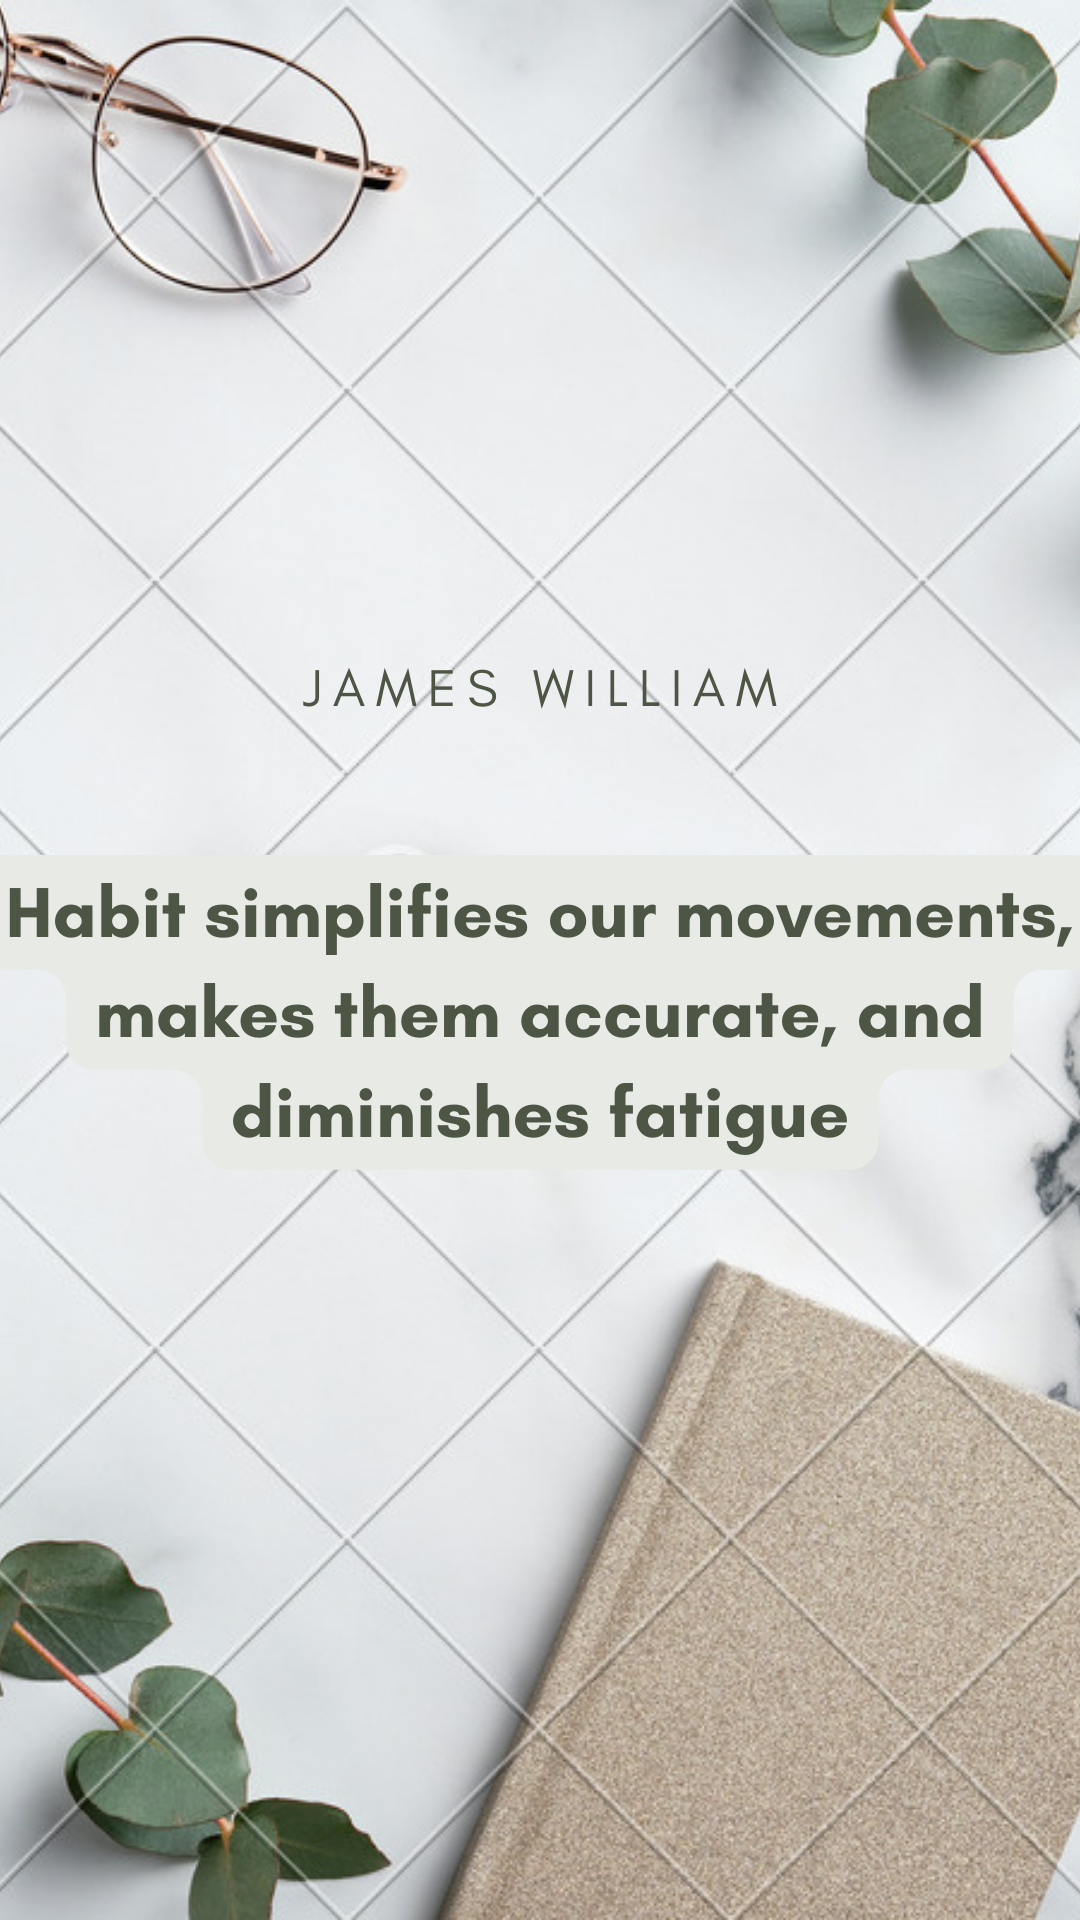 JAMES WILLIAM
Habit simplifies our movements,
makes them accurate, and
diminishes fatigue